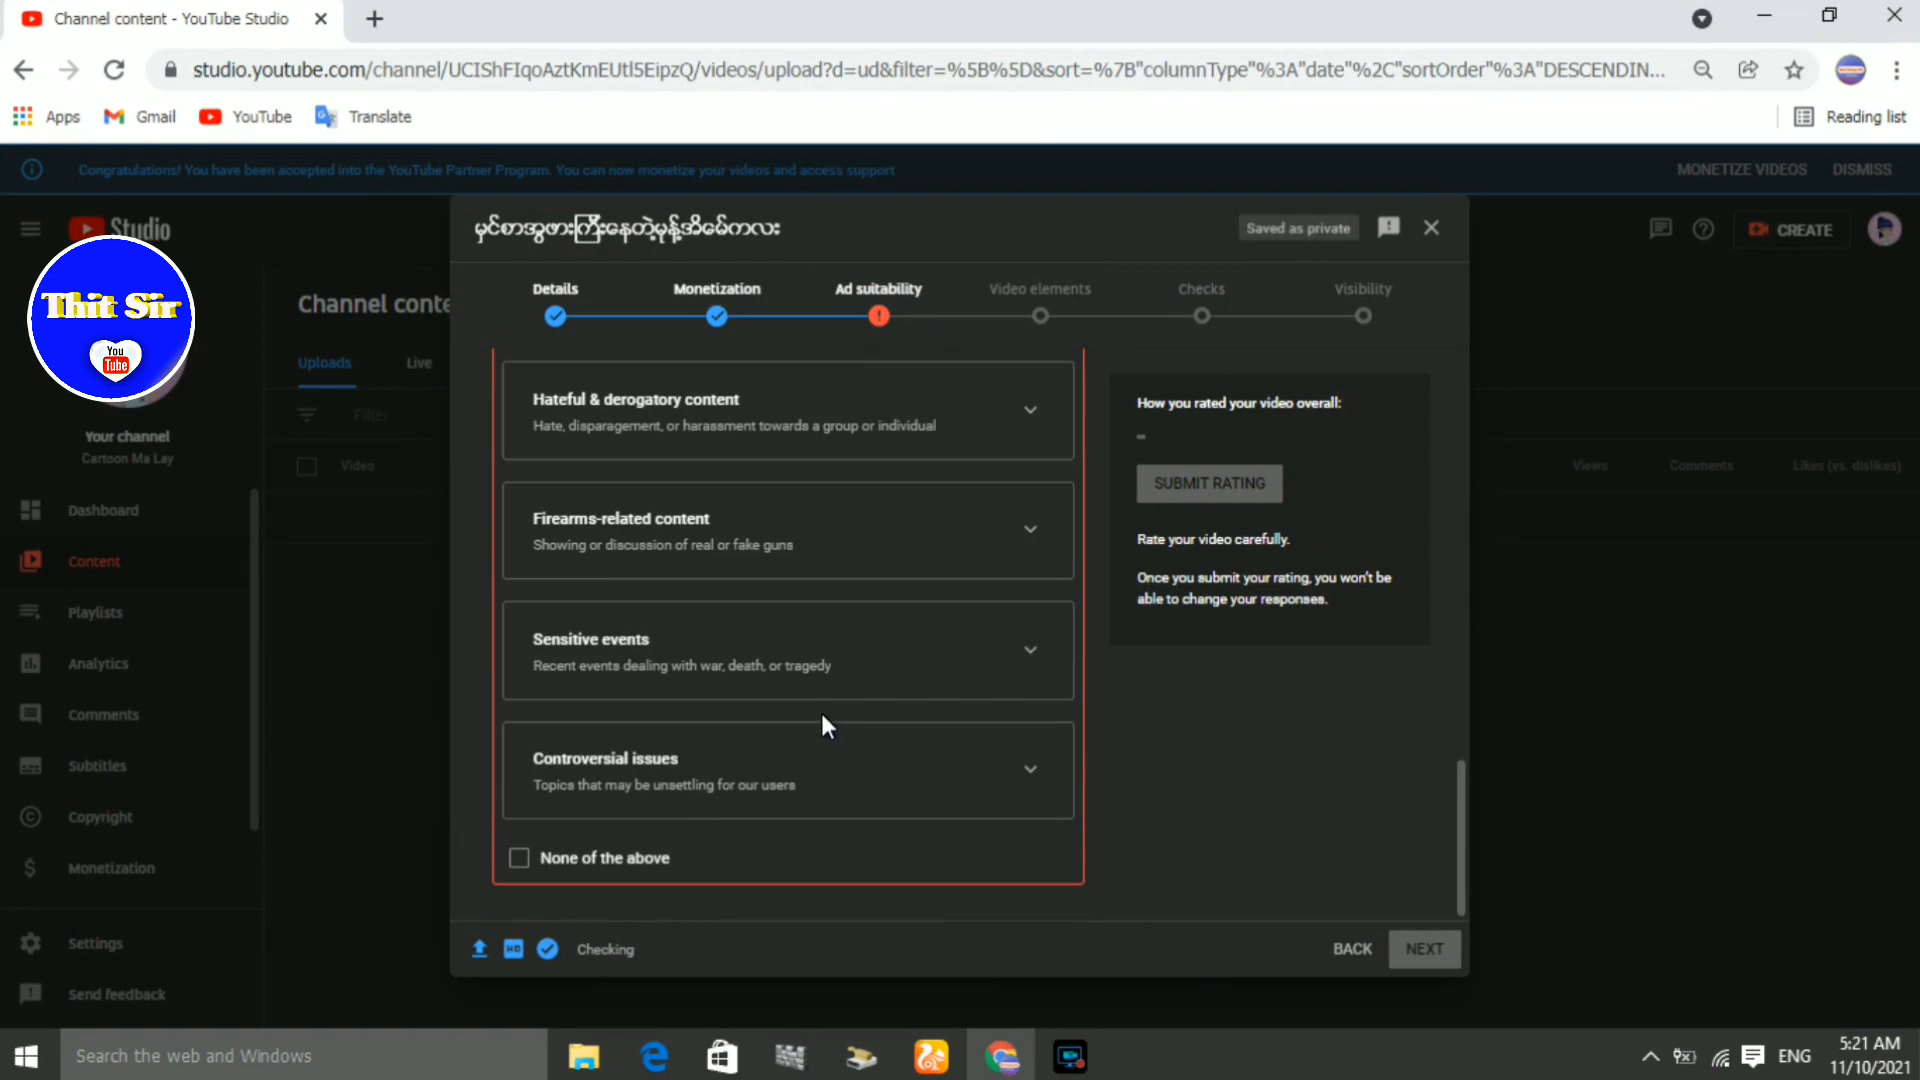 Channel content - YouTube Studio
studio.youtube.com/channel/UCIShFIqoAztKmEUtl5EipzQ/videos/upload?d=ud&filter=%5B%5D&sort=%7B"columnType"%3A"date"%2C"sortOrder"%3A"DESCENDIN...
Apps
Gmail
YouTube
Translate
Reading list
Congratulations! You have been accepted into the YouTube Partner Program. You can now monetize your videos and access support
MONETIZE VIDEOS
DISMISS
Studio
CREATE
Thit Sir
You
Tube
Your channel
Cartoon Ma Lay
Dashboard
Content
Playlists
Analytics
Comments
Subtitles
Copyright
Monetization
Settings
Send feedback
Channel conte
Uploads
Live
Filter
Video
Views
Comments
Likes (vs. dislikes)
မှင်စာအွဖားကြီးနေတဲ့မုန့်အိမ်ကလး
Saved as private
Details
Monetization
Ad suitability
Video elements
Checks
Visibility
Hateful & derogatory content
Hate, disparagement, or harassment towards a group or individual
Firearms-related content
Showing or discussion of real or fake guns
Sensitive events
Recent events dealing with war, death, or tragedy
Controversial issues
Topics that may be unsettling for our users
None of the above
How you rated your video overall:
–
SUBMIT RATING
Rate your video carefully.
Once you submit your rating, you won't be
able to change your responses.
HD
Checking
BACK
NEXT
Search the web and Windows
ENG
5:21 AM
11/10/2021